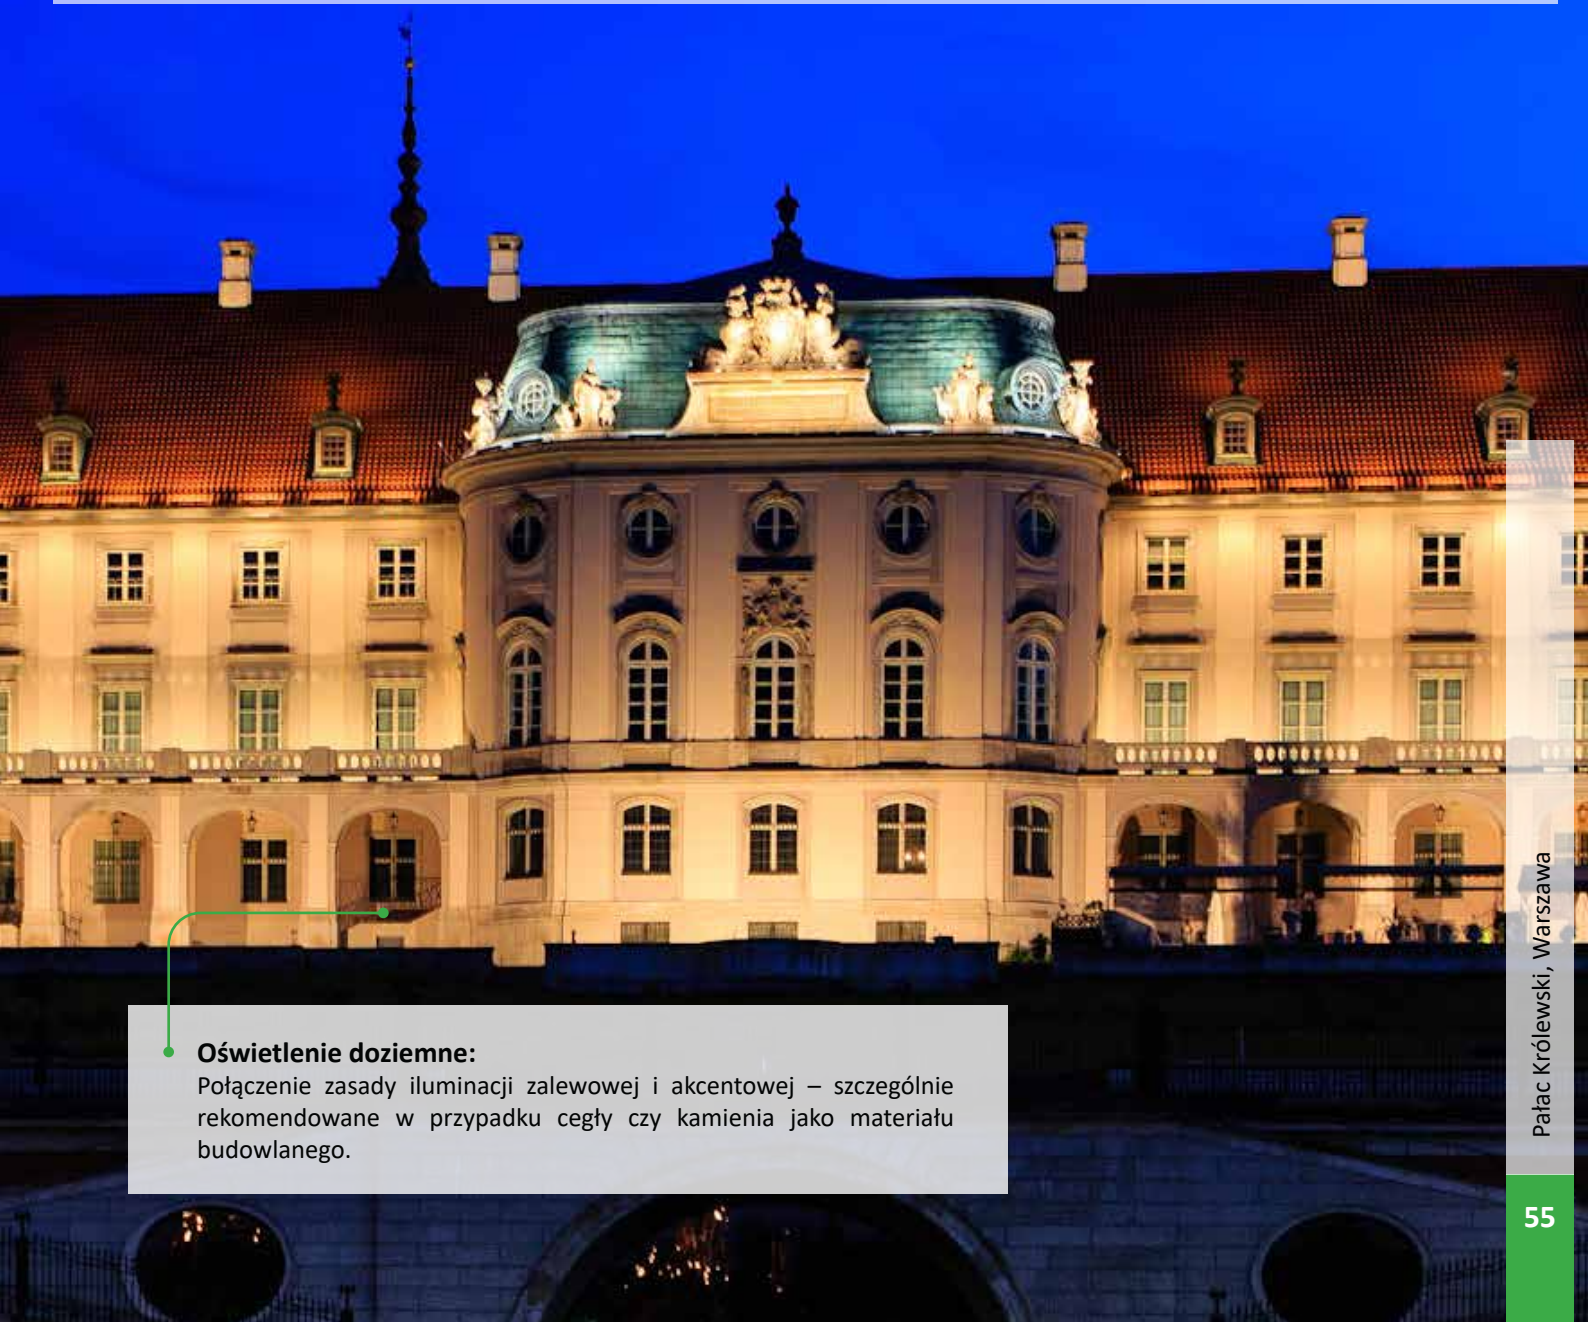 Oświetlenie doziemne:
Połączenie zasady iluminacji zalewowej i akcentowej – szczególnie
rekomendowane w przypadku cegły czy kamienia jako materiału
budowlanego.
Pałac Królewski, Warszawa
55